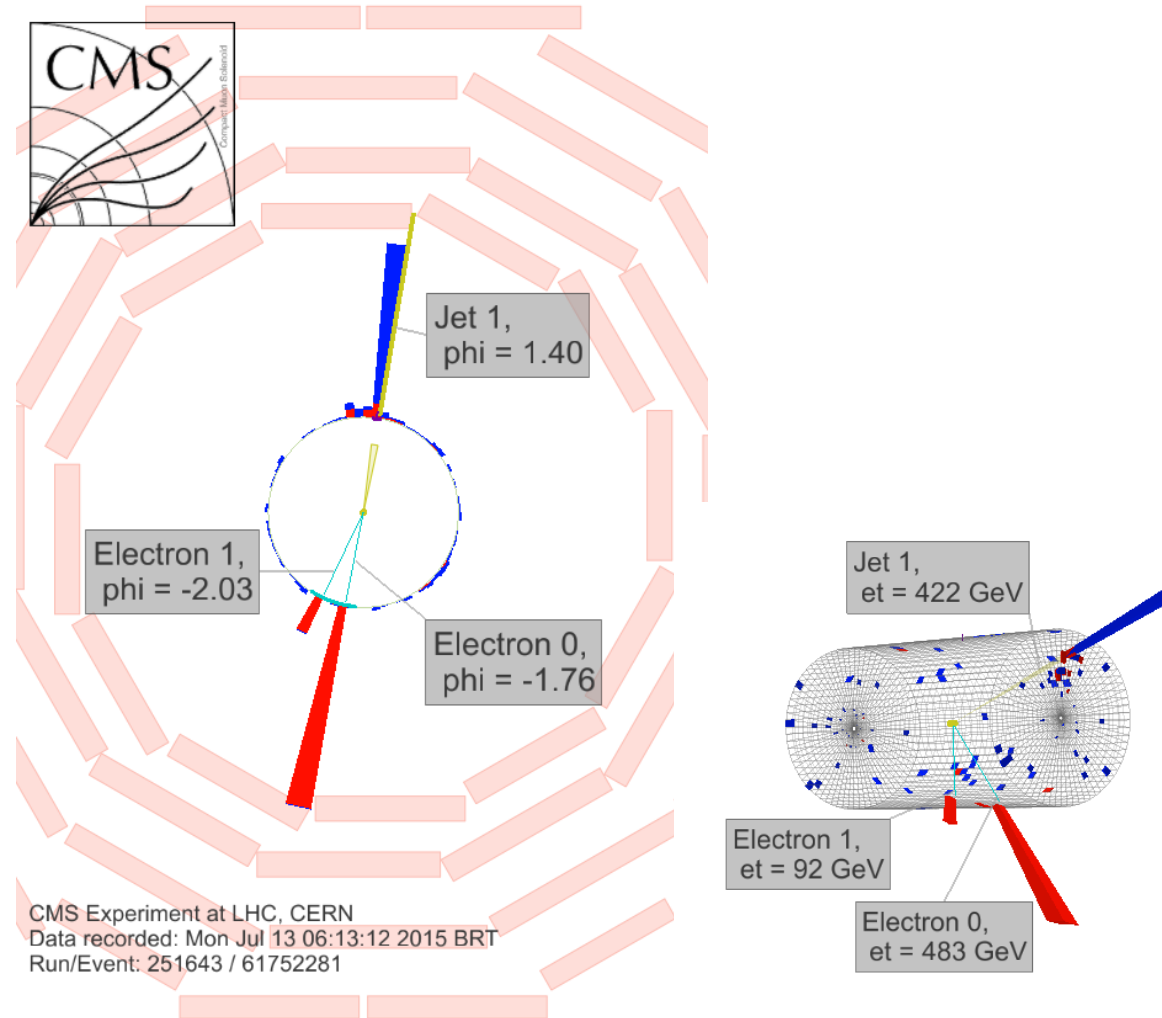 CMS
Compact Muon Solenoid
Jet 1,
phi = 1.40
Electron 1,
phi = -2.03
Electron 0,
phi = -1.76
Jet 1,
et = 422 GeV
Electron 1,
et = 92 GeV
Electron 0,
et = 483 GeV
CMS Experiment at LHC, CERN
Data recorded: Mon Jul 13 06:13:12 2015 BRT
Run/Event: 251643 / 61752281